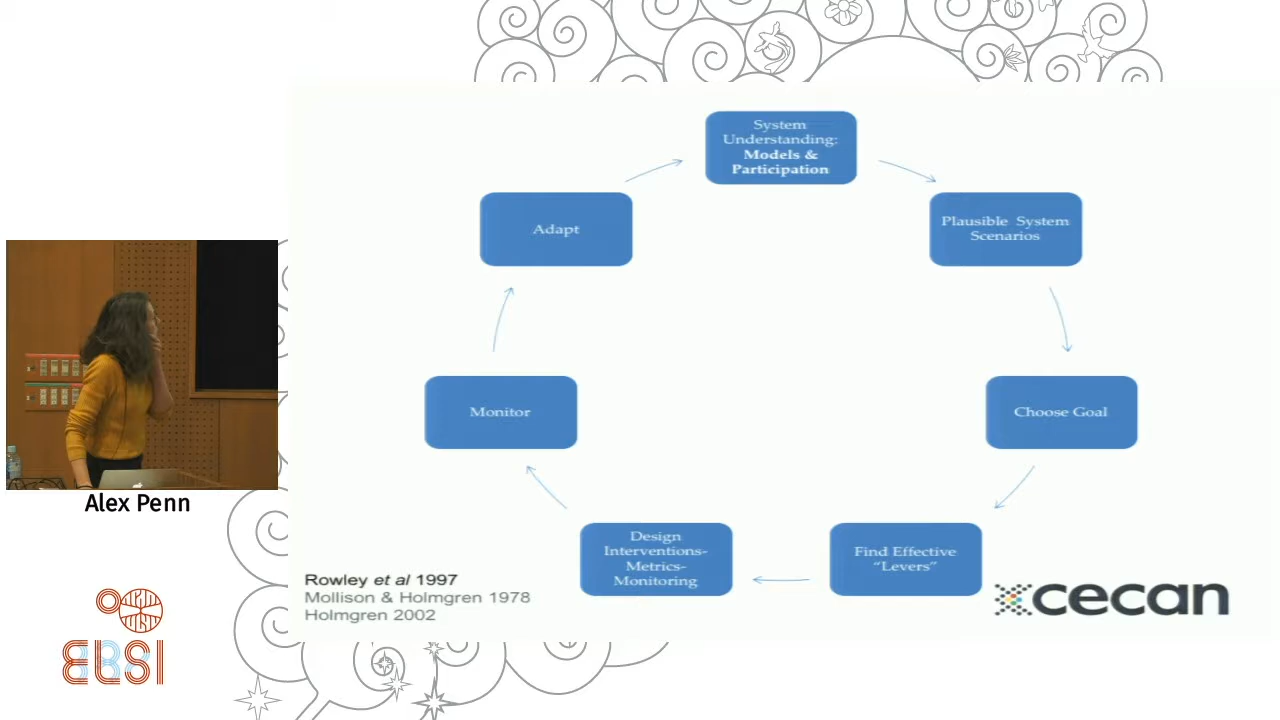 System
Understanding:
Models &
Participation
Plausible System
Scenarios
Choose Goal
Find Effective
“Levers”
Design
Interventions-
Metrics-
Monitoring
Monitor
Adapt
Rowley et al 1997
Mollison & Holmgren 1978
Holmgren 2002
cecan
Alex Penn
ELSI